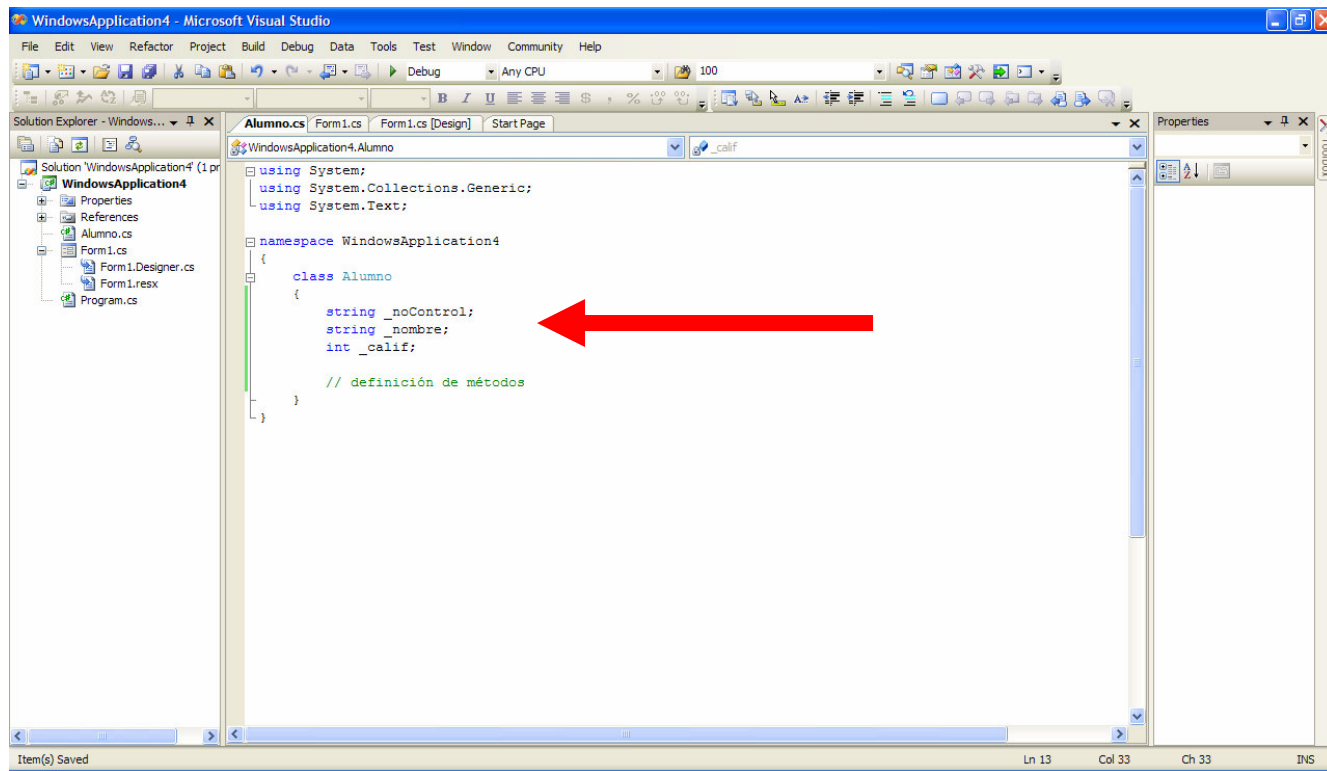 WindowsApplication4 - Microsoft Visual Studio
File Edit View Refactor Project Build Debug Data Tools Test Window Community Help
Debug Any CPU 100
B I U
Solution Explorer - Windows...
Alumno.cs Form1.cs Form1.cs [Design] Start Page
Properties
Toolbox
WindowsApplication4.Alumno
_calif
Solution 'WindowsApplication4' (1 pr
WindowsApplication4
Properties
References
Alumno.cs
Form1.cs
Form1.Designer.cs
Form1.resx
Program.cs
using System;
using System.Collections.Generic;
using System.Text;
namespace WindowsApplication4
{
class Alumno
{
string _noControl;
string _nombre;
int _calif;
// definición de métodos
}
}
Item(s) Saved
Ln 13 Col 33 Ch 33 INS